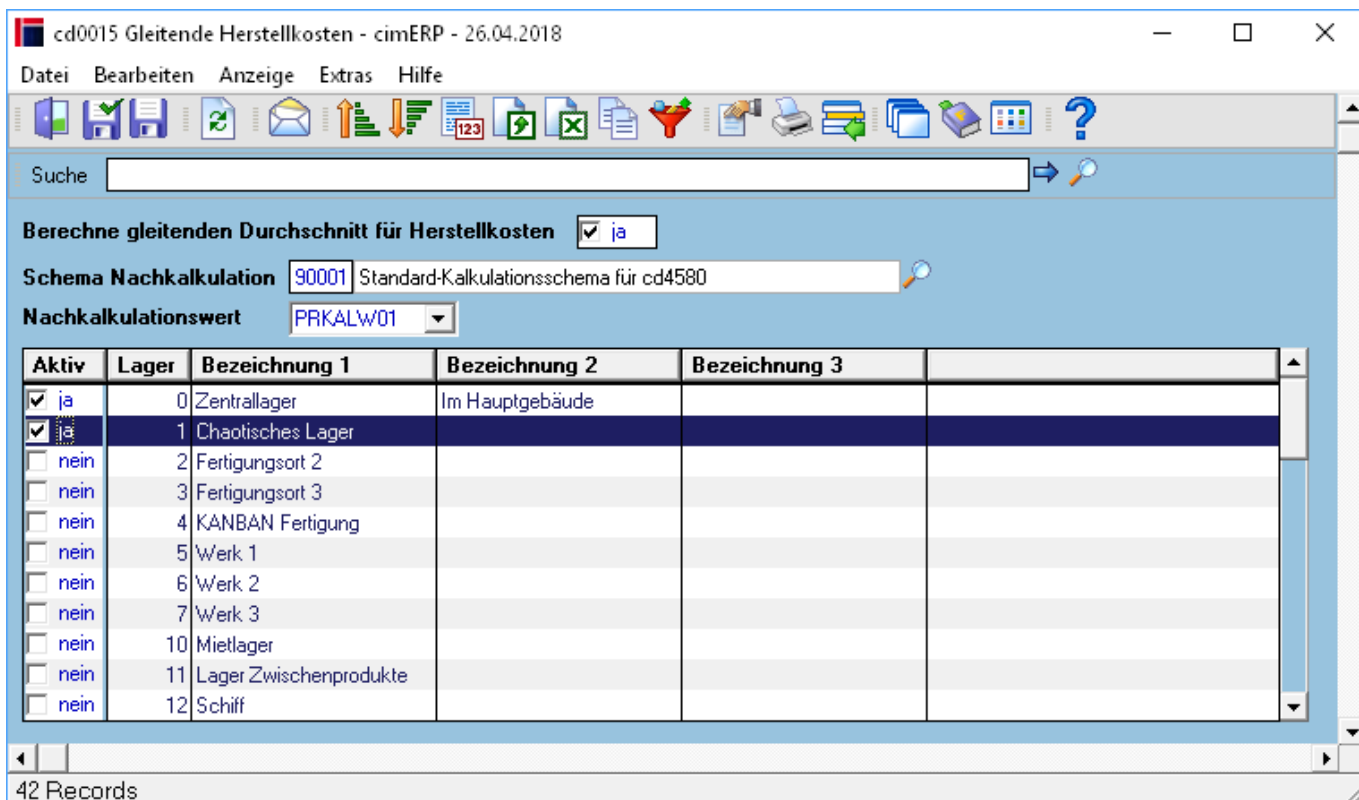 cd0015 Gleitende Herstellkosten - cimERP - 26.04.2018
Datei Bearbeiten Anzeige Extras Hilfe
123
Suche
Berechne gleitenden Durchschnitt für Herstellkosten ja
Schema Nachkalkulation 90001 Standard-Kalkulationsschema für cd4580
Nachkalkulationswert PRKALW01
Aktiv Lager Bezeichnung 1 Bezeichnung 2 Bezeichnung 3
ja 0 Zentrallager Im Hauptgebäude
ja 1 Chaotisches Lager
nein 2 Fertigungsort 2
nein 3 Fertigungsort 3
nein 4 KANBAN Fertigung
nein 5 Werk 1
nein 6 Werk 2
nein 7 Werk 3
nein 10 Mietlager
nein 11 Lager Zwischenprodukte
nein 12 Schiff
42 Records